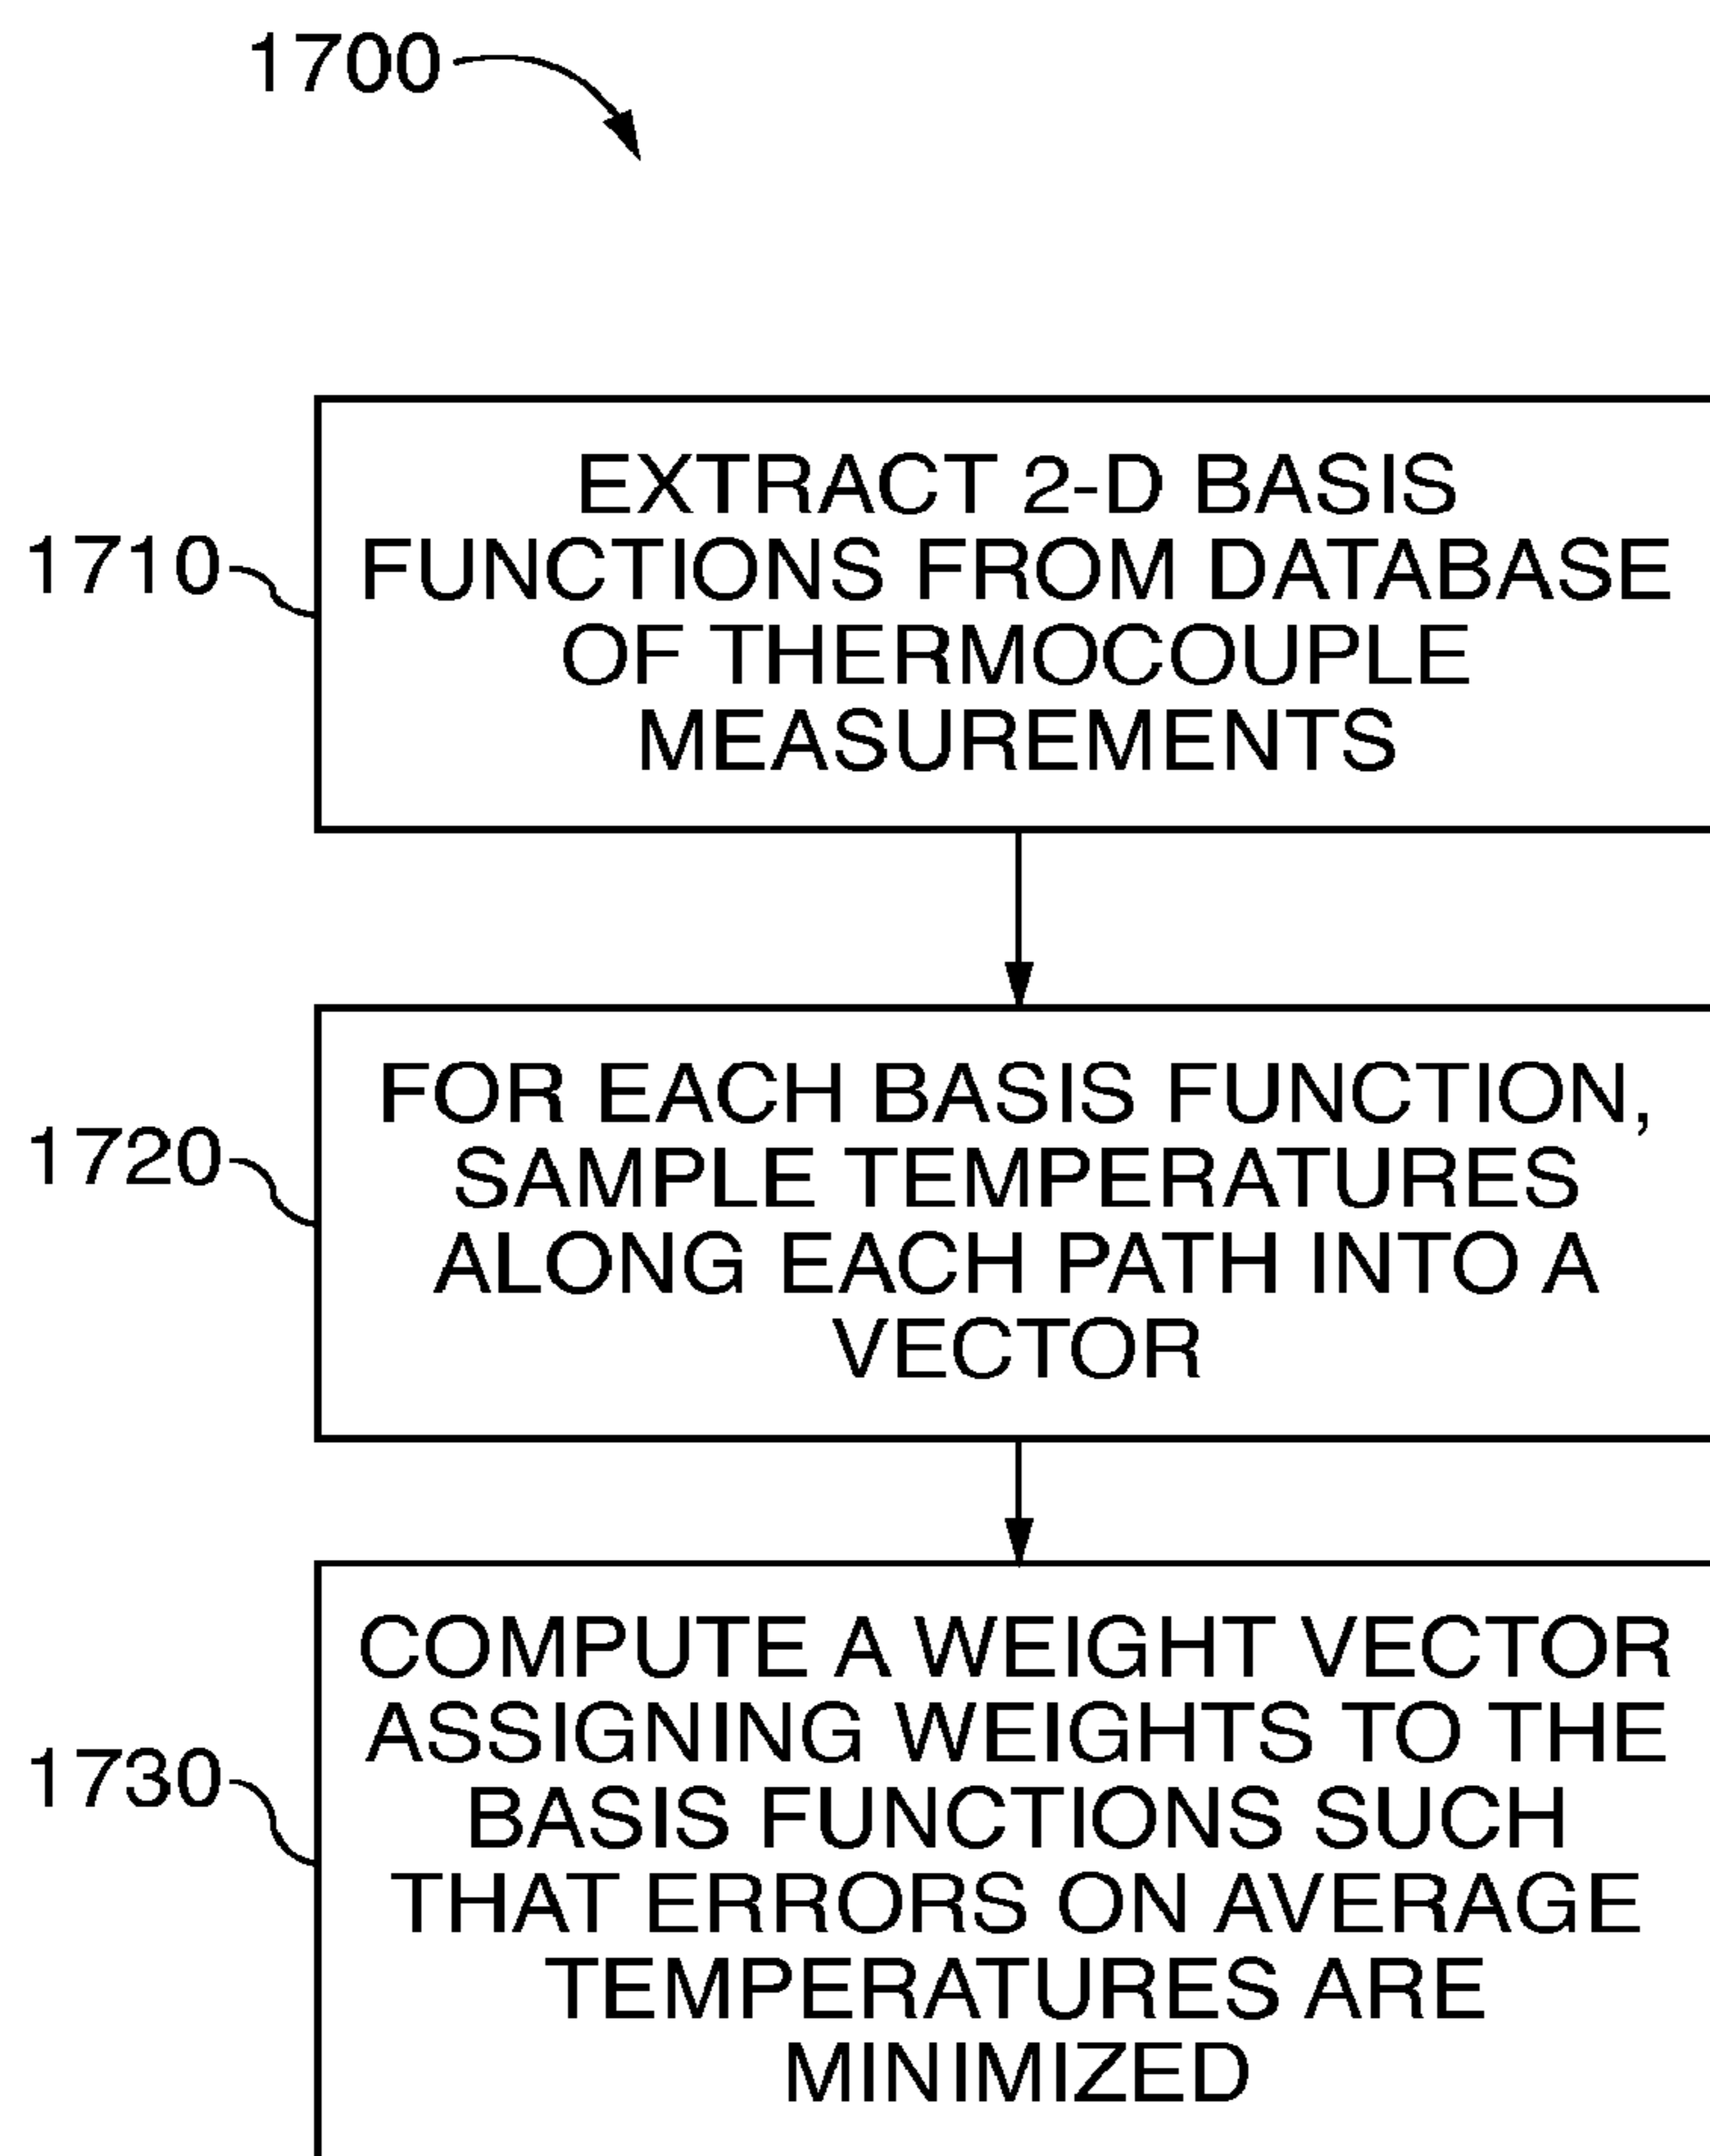 1700
1710
EXTRACT 2-D BASIS
FUNCTIONS FROM DATABASE
OF THERMOCOUPLE
MEASUREMENTS
1720
FOR EACH BASIS FUNCTION,
SAMPLE TEMPERATURES
ALONG EACH PATH INTO A
VECTOR
1730
COMPUTE A WEIGHT VECTOR
ASSIGNING WEIGHTS TO THE
BASIS FUNCTIONS SUCH
THAT ERRORS ON AVERAGE
TEMPERATURES ARE
MINIMIZED